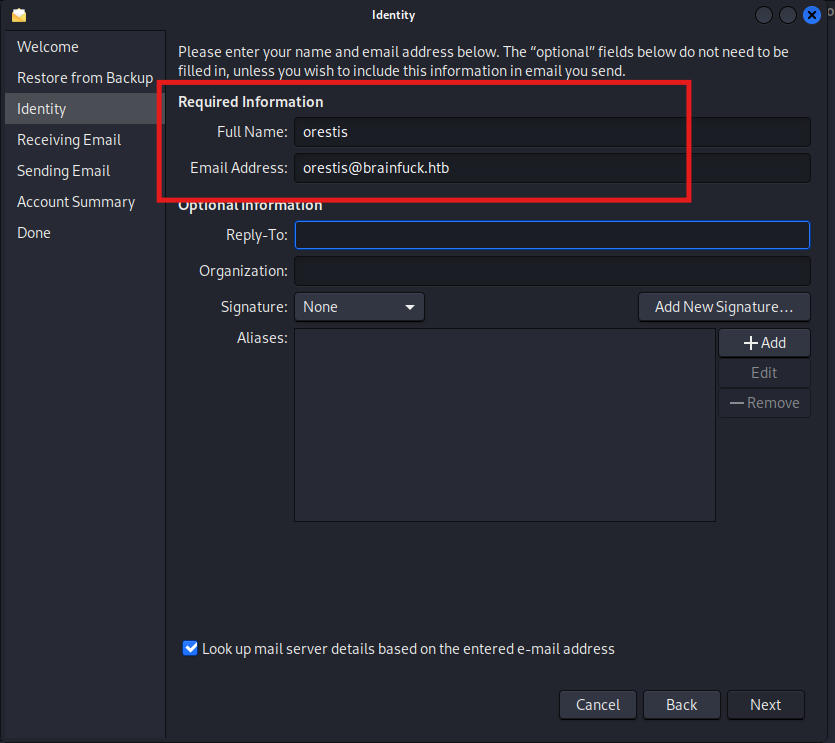 Identity
Welcome
Restore from Backup
Identity
Receiving Email
Sending Email
Account Summary
Done
Please enter your name and email address below. The “optional” fields below do not need to be
filled in, unless you wish to include this information in email you send.
Required Information
Full Name: orestis
Email Address: orestis@brainfuck.htb
Optional Information
Reply-To:
Organization:
Signature: None Add New Signature...
Aliases:
Add
Edit
Remove
Look up mail server details based on the entered e-mail address
Cancel Back Next